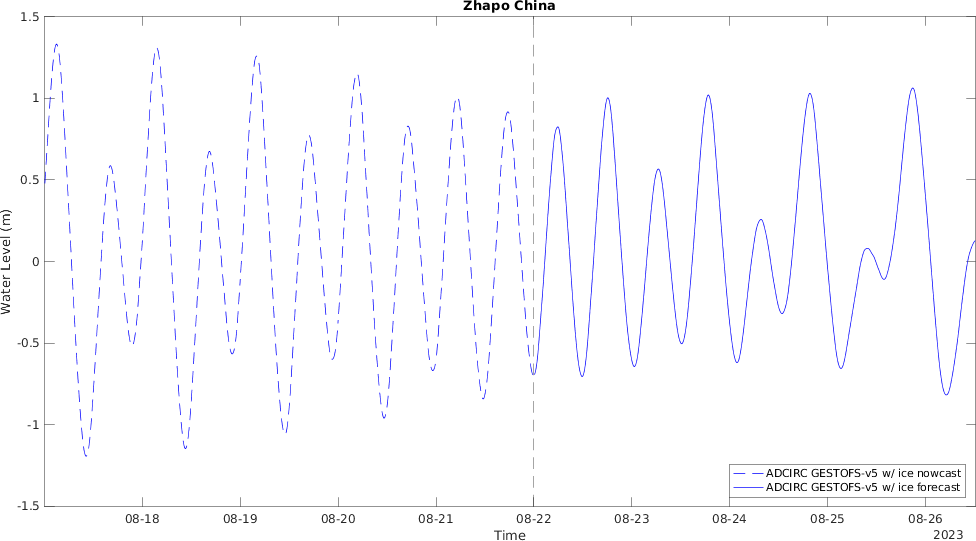 Zhapo China
1.5
1
0.5
0
-0.5
-1
-1.5
Water Level (m)
ADCIRC GESTOFS-v5 w/ ice nowcast
ADCIRC GESTOFS-v5 w/ ice forecast
08-18 08-19 08-20 08-21 08-22 08-23 08-24 08-25 08-26
Time
2023